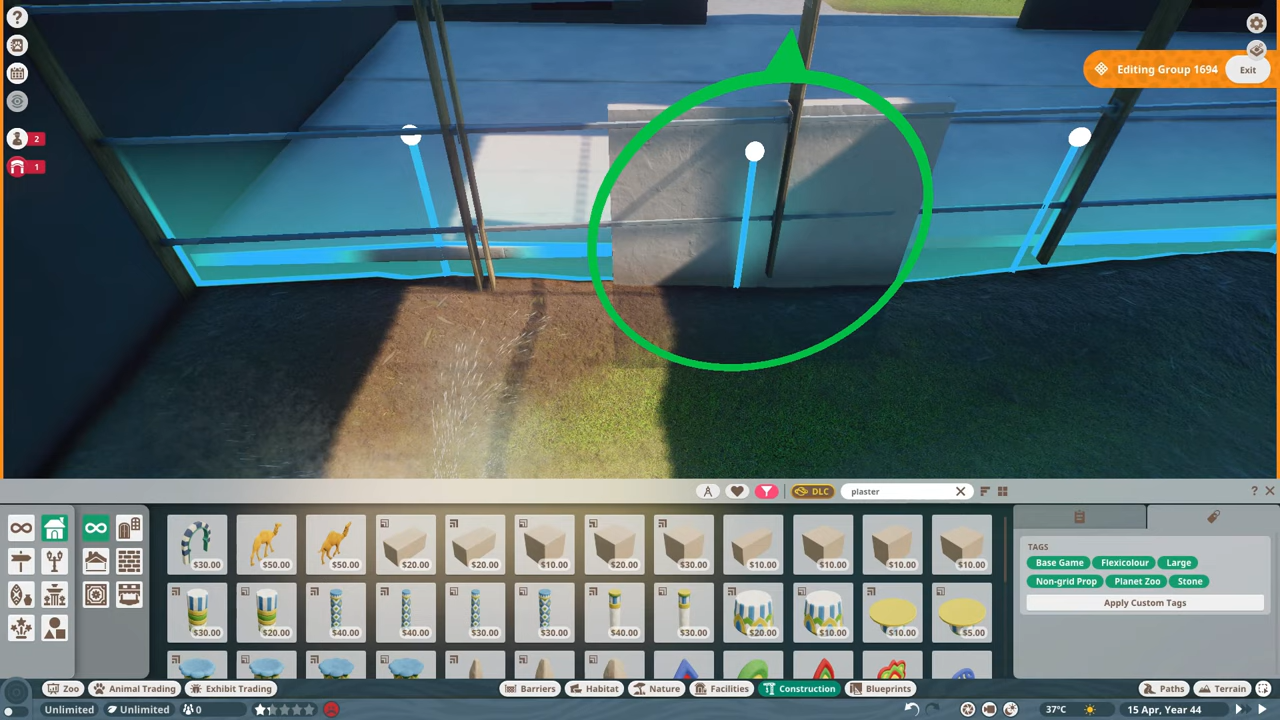 ?
Editing Group 1694
Exit
2
1
DLC
plaster
?
$30.00
$50.00
$50.00
$20.00
$20.00
$10.00
$20.00
$30.00
$10.00
$10.00
$10.00
$10.00
$30.00
$20.00
$40.00
$40.00
$30.00
$30.00
$40.00
$30.00
$20.00
$10.00
$10.00
$5.00
TAGS
Base Game
Flexicolour
Large
Non-grid Prop
Planet Zoo
Stone
Apply Custom Tags
Zoo
Animal Trading
Exhibit Trading
Barriers
Habitat
Nature
Facilities
Construction
Blueprints
Paths
Terrain
Unlimited
Unlimited
0
37°C
15 Apr, Year 44